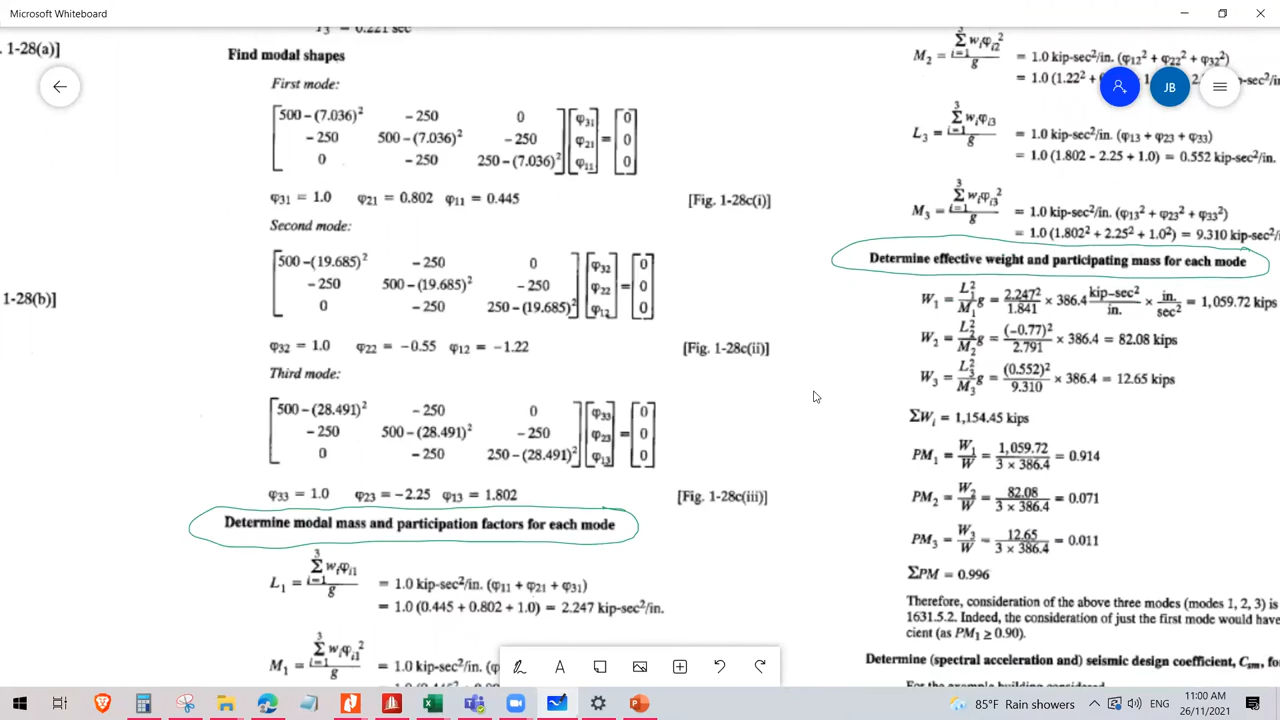 Microsoft Whiteboard
. 1-28(a)]
1-28(b)]
JB
Find modal shapes
First mode:
500 – (7.036)² – 250 0 φ31 0
– 250 500 – (7.036)² – 250 φ21 = 0
0 – 250 250 – (7.036)² φ11 0
φ31 = 1.0 φ21 = 0.802 φ11 = 0.445 [Fig. 1-28c(i)]
Second mode:
500 – (19.685)² – 250 0 φ32 0
– 250 500 – (19.685)² – 250 φ22 = 0
0 – 250 250 – (19.685)² φ12 0
φ32 = 1.0 φ22 = –0.55 φ12 = –1.22 [Fig. 1-28c(ii)]
Third mode:
500 – (28.491)² – 250 0 φ33 0
– 250 500 – (28.491)² – 250 φ23 = 0
0 – 250 250 – (28.491)² φ13 0
φ33 = 1.0 φ23 = –2.25 φ13 = 1.802 [Fig. 1-28c(iii)]
Determine modal mass and participation factors for each mode
L₁ = 3 Σ i=1 wᵢφᵢ₁ / g = 1.0 kip-sec²/in. (φ11 + φ21 + φ31)
= 1.0 (0.445 + 0.802 + 1.0) = 2.247 kip-sec²/in.
M₁ = 3 Σ i=1 wᵢφᵢ₁² / g = 1.0 kip-sec²/in. (φ
M₂ = Σ i=1 wᵢφᵢ₂² / g = 1.0 kip-sec²/in. (φ12² + φ22² + φ32²)
= 1.0 (1.22² +
L₃ = 3 Σ i=1 wᵢφᵢ₃ / g = 1.0 kip-sec²/in. (φ13 + φ23 + φ33)
= 1.0 (1.802 – 2.25 + 1.0) = 0.552 kip-sec²/in.
M₃ = 3 Σ i=1 wᵢφᵢ₃² / g = 1.0 kip-sec²/in. (φ13² + φ23² + φ33²)
= 1.0 (1.802² + 2.25² + 1.0²) = 9.310 kip-sec²/
Determine effective weight and participating mass for each mode
W₁ = L₁²/M₁ g = 2.247²/1.841 × 386.4 kip–sec²/in. × in./sec² = 1,059.72 kips
W₂ = L₂²/M₂ g = (–0.77)²/2.791 × 386.4 = 82.08 kips
W₃ = L₃²/M₃ g = (0.552)²/9.310 × 386.4 = 12.65 kips
ΣWᵢ = 1,154.45 kips
PM₁ = W₁/W = 1,059.72/3 × 386.4 = 0.914
PM₂ = W₂/W = 82.08/3 × 386.4 = 0.071
PM₃ = W₃/W = 12.65/3 × 386.4 = 0.011
ΣPM = 0.996
Therefore, consideration of the above three modes (modes 1, 2, 3) is
1631.5.2. Indeed, the consideration of just the first mode would have
cient (as PM₁ ≥ 0.90).
Determine (spectral acceleration and) seismic design coefficient, Csm, fo
85°F Rain showers
11:00 AM
26/11/2021